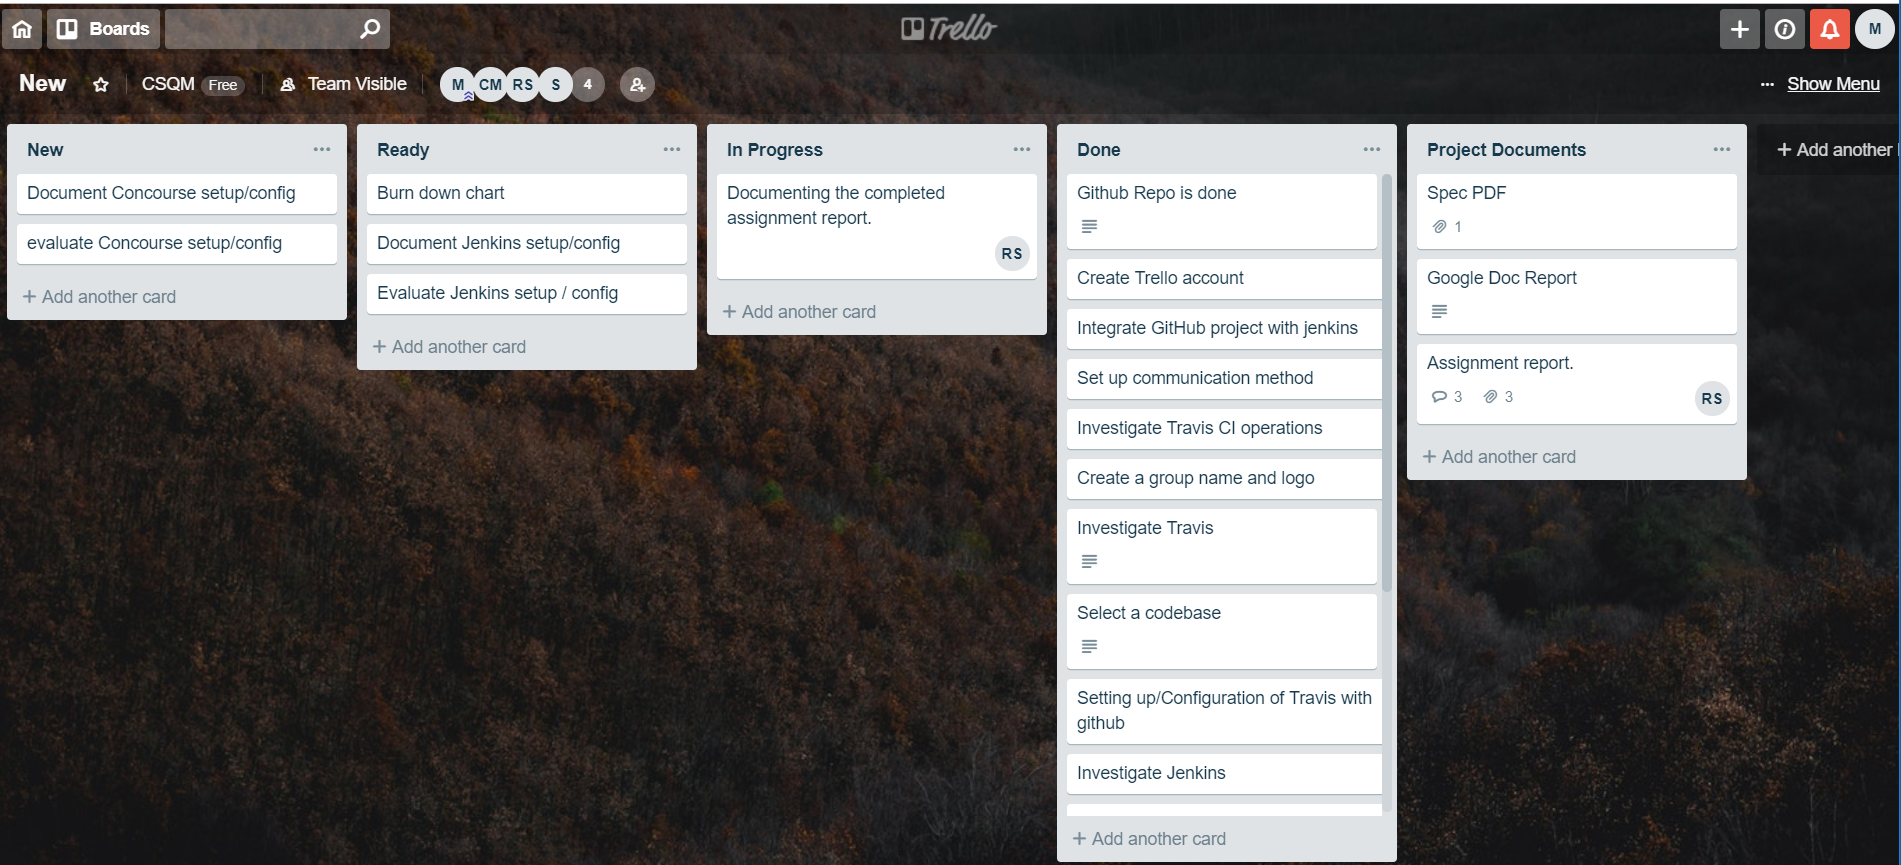 Boards
Trello
M
New
CSQM Free
Team Visible
M CM RS S 4
... Show Menu
New
Document Concourse setup/config
evaluate Concourse setup/config
+ Add another card
Ready
Burn down chart
Document Jenkins setup/config
Evaluate Jenkins setup / config
+ Add another card
In Progress
Documenting the completed
assignment report.
RS
+ Add another card
Done
Github Repo is done
Create Trello account
Integrate GitHub project with jenkins
Set up communication method
Investigate Travis CI operations
Create a group name and logo
Investigate Travis
Select a codebase
Setting up/Configuration of Travis with
github
Investigate Jenkins
+ Add another card
Project Documents
Spec PDF
1
Google Doc Report
Assignment report.
3 3
RS
+ Add another card
+ Add another